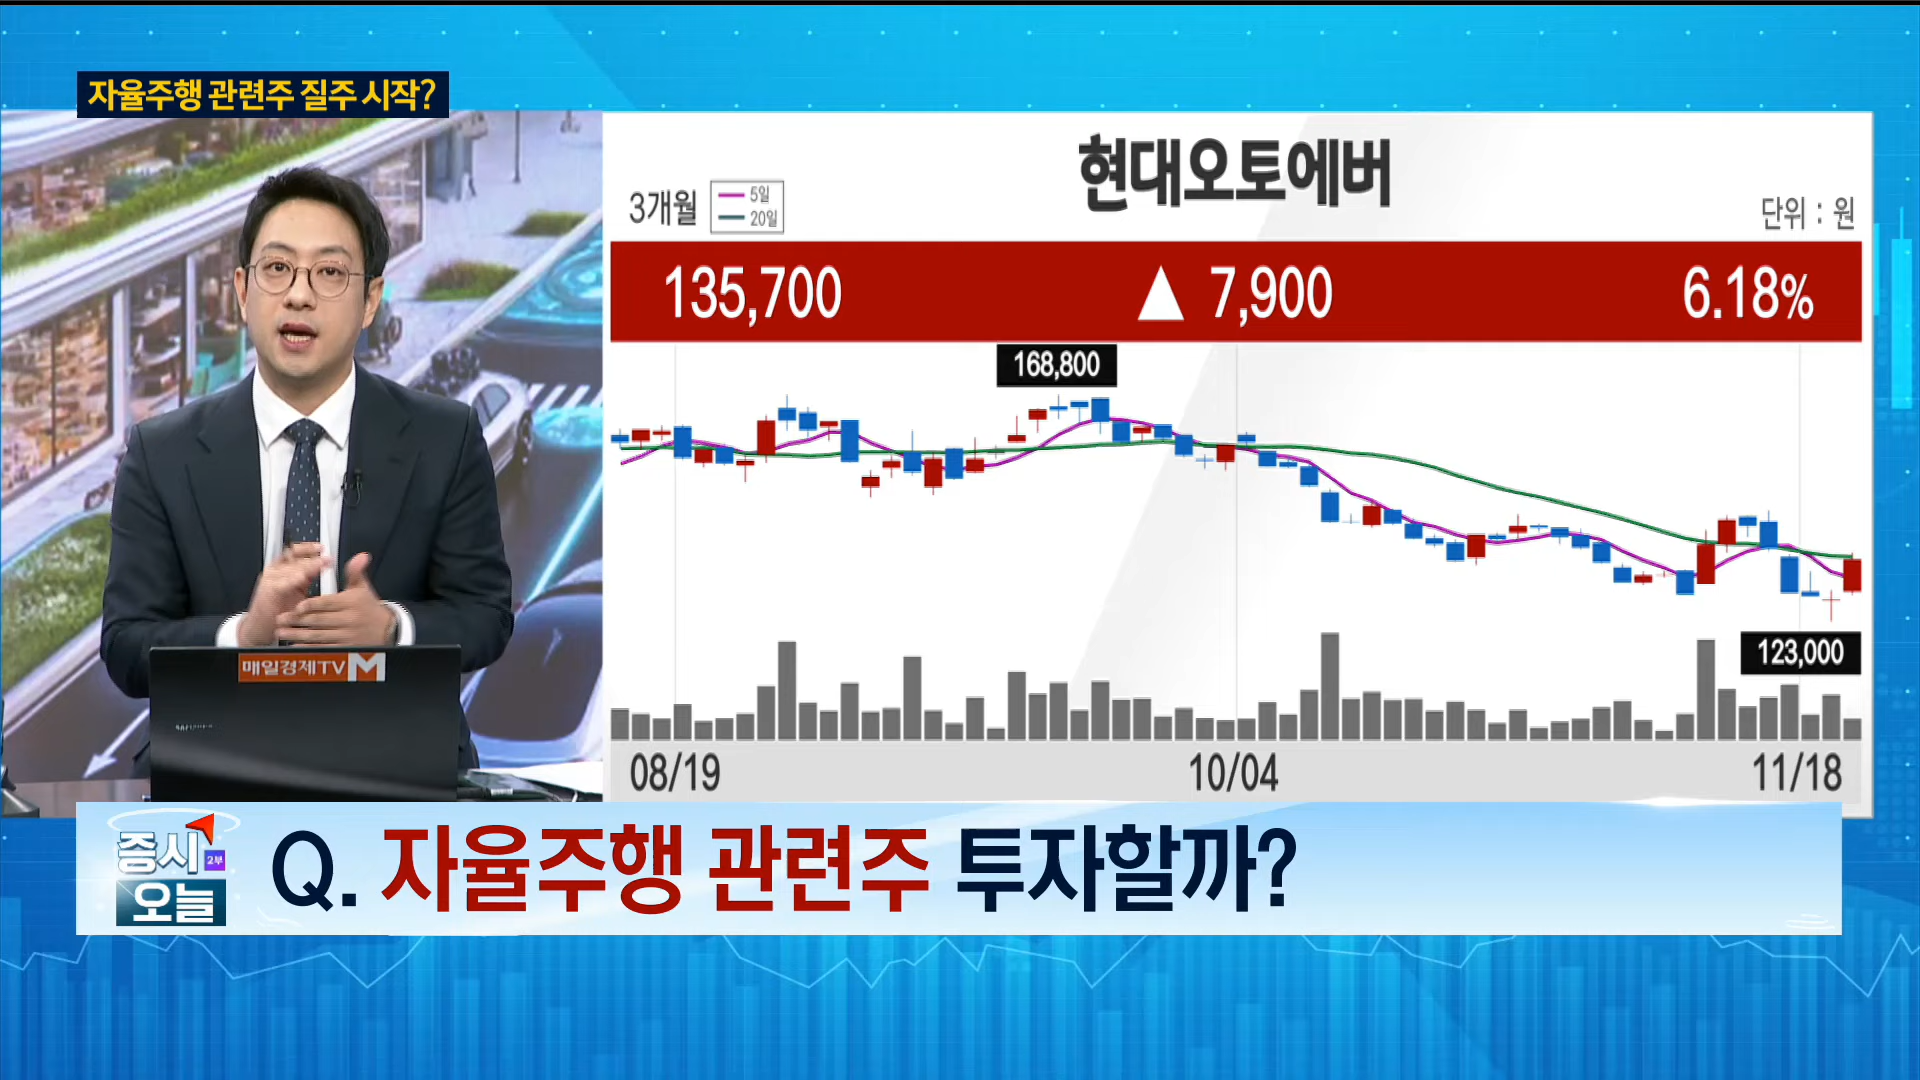 자율주행 관련주 질주 시작?
현대오토에버
3개월
5일
20일
단위 : 원
135,700 ▲ 7,900 6.18%
168,800
123,000
08/19 10/04 11/18
매일경제TV M
증시 2부
오늘
Q. 자율주행 관련주 투자할까?